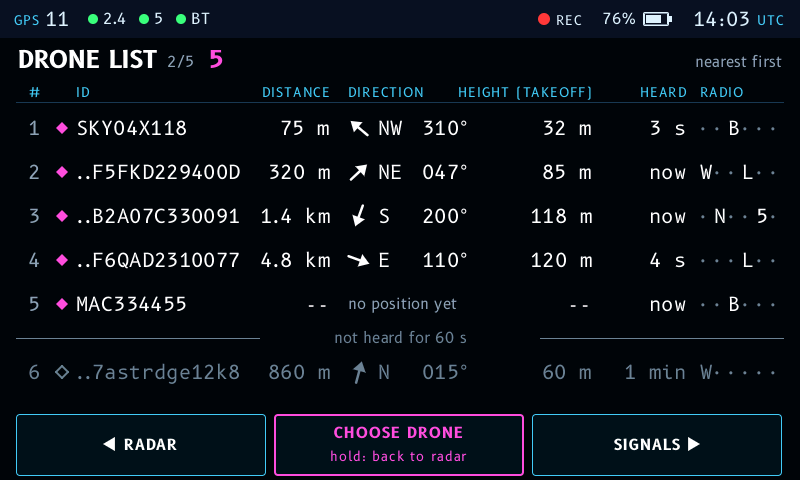 GPS 11 2.4 5 BT REC 76% 14:03 UTC
DRONE LIST 2/5 5 nearest first
# ID DISTANCE DIRECTION HEIGHT (TAKEOFF) HEARD RADIO
1 SKY04X118 75 m NW 310° 32 m 3 s ··B···
2 ..F5FKD229400D 320 m NE 047° 85 m now W··L··
3 ..B2A07C330091 1.4 km S 200° 118 m now ·N··5·
4 ..F6QAD2310077 4.8 km E 110° 120 m 4 s ···L··
5 MAC334455 -- no position yet -- now ··B···
not heard for 60 s
6 ..7astrdge12k8 860 m N 015° 60 m 1 min W·····
◀ RADAR CHOOSE DRONE SIGNALS ▶
hold: back to radar